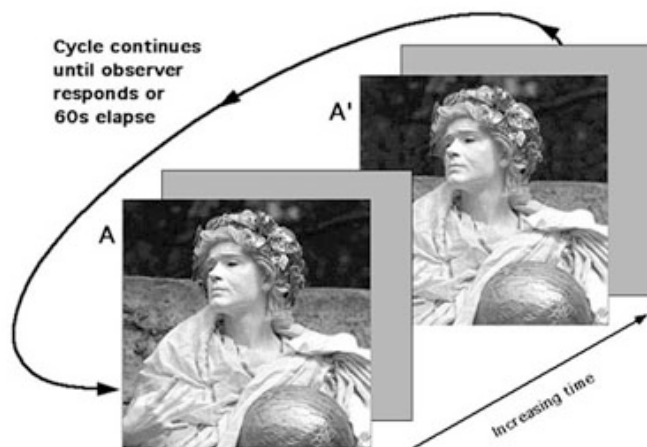 Cycle continues
until observer
responds or
60s elapse
A'
A
Increasing time